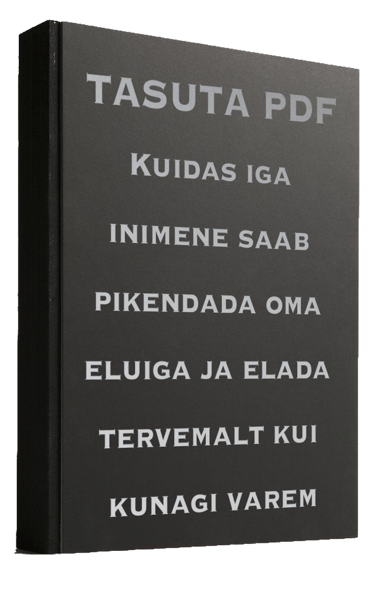 TASUTA PDF
KUIDAS IGA
INIMENE SAAB
PIKENDADA OMA
ELUIGA JA ELADA
TERVEMALT KUI
KUNAGI VAREM